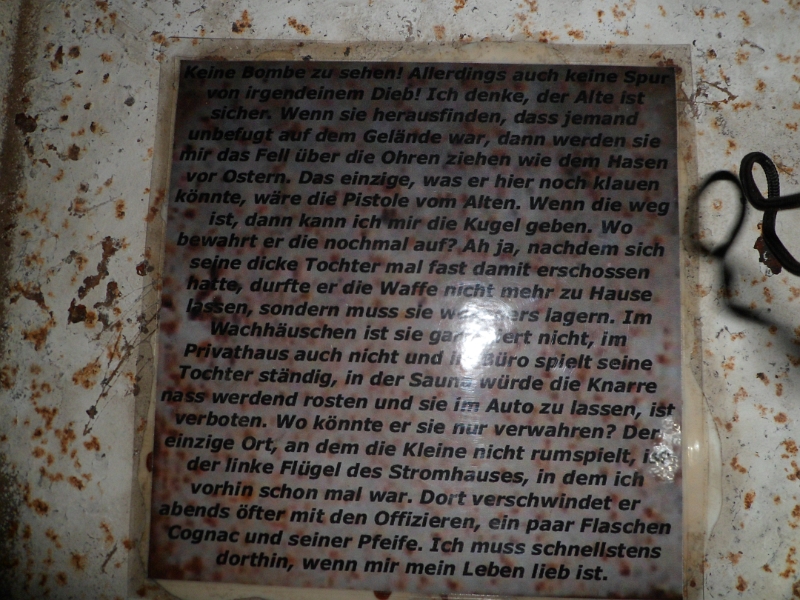 Keine Bombe zu sehen! Allerdings auch keine Spur
von irgendeinem Dieb! Ich denke, der Alte ist
sicher. Wenn sie herausfinden, dass jemand
unbefugt auf dem Gelände war, dann werden sie
mir das Fell über die Ohren ziehen wie dem Hasen
vor Ostern. Das einzige, was er hier noch klauen
könnte, wäre die Pistole vom Alten. Wenn die weg
ist, dann kann ich mir die Kugel geben. Wo
bewahrt er die nochmal auf? Ah ja, nachdem sich
seine dicke Tochter mal fast damit erschossen
hatte, durfte er die Waffe nicht mehr zu Hause
lassen, sondern muss sie lagern. Im
Wachhäuschen ist sie nicht, im
Privathaus auch nicht und im Büro spielt seine
Tochter ständig, in der Sauna würde die Knarre
nass werdend rosten und sie im Auto zu lassen, ist
verboten. Wo könnte er sie nur verwahren? Der
einzige Ort, an dem die Kleine nicht rumspielt, ist
der linke Flügel des Stromhauses, in dem ich
vorhin schon mal war. Dort verschwindet er
abends öfter mit den Offizieren, ein paar Flaschen
Cognac und seiner Pfeife. Ich muss schnellstens
dorthin, wenn mir mein Leben lieb ist.